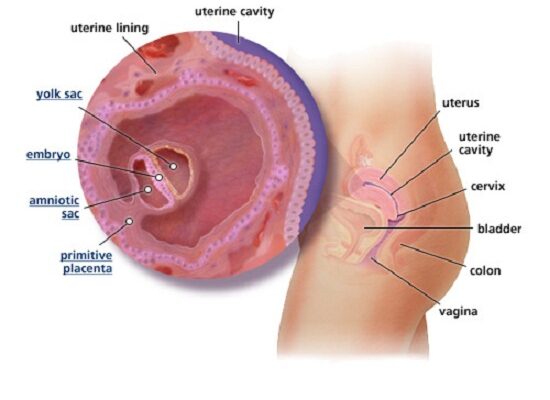 uterine cavity
uterine lining
yolk sac
embryo
amniotic
sac
primitive
placenta
uterus
uterine
cavity
cervix
bladder
colon
vagina